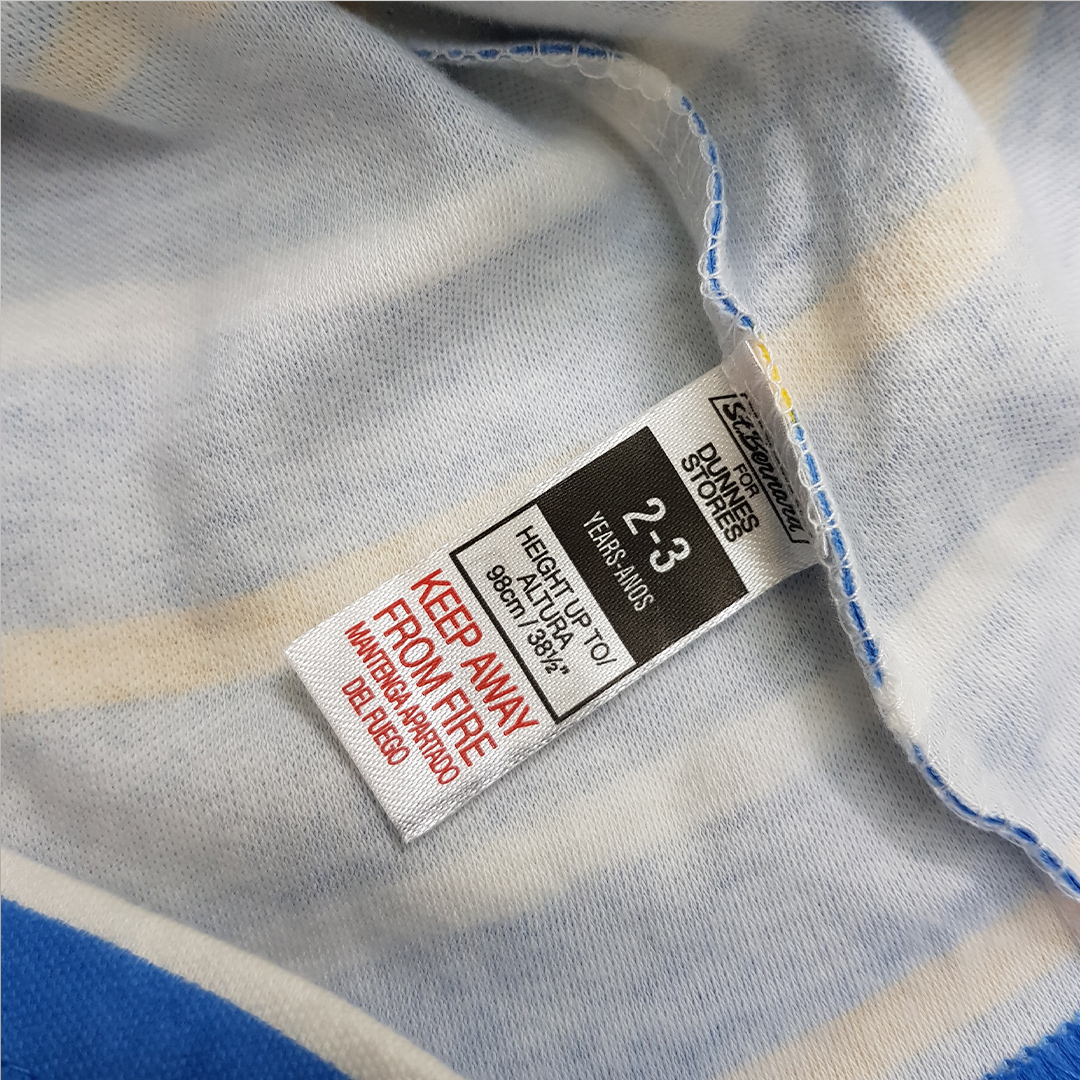 St. Bernard
FOR
DUNNES
STORES
2-3
YEARS-ANOS
HEIGHT UP TO/
ALTURA
98cm / 38½"
KEEP AWAY
FROM FIRE
MANTENGA APARTADO
DEL FUEGO